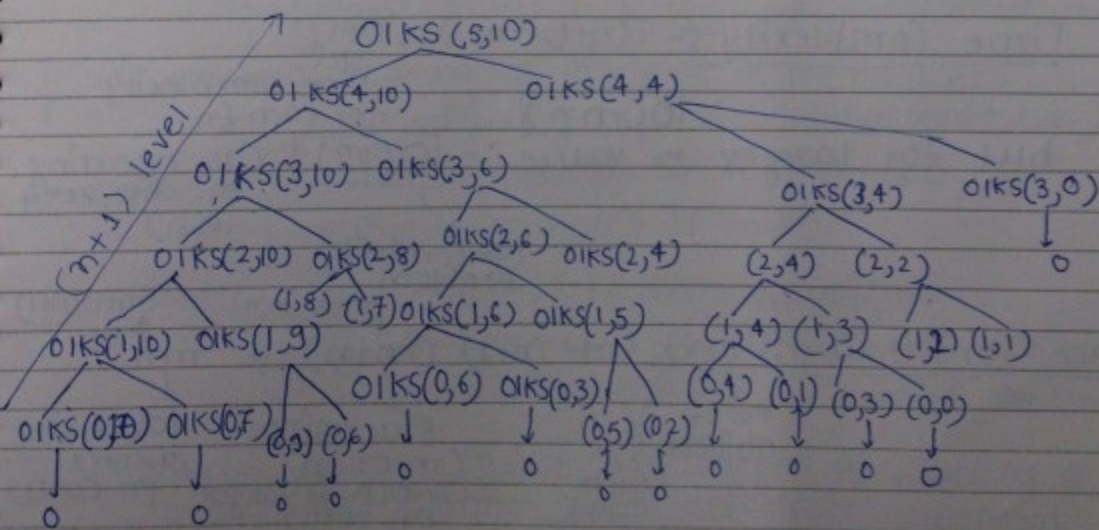 01KS(5,10)
01KS(4,10) 01KS(4,4)
(n+1) level
01KS(3,10) 01KS(3,6) 01KS(3,4) 01KS(3,0)
01KS(2,10) 01KS(2,8) 01KS(2,6) 01KS(2,4) (2,4) (2,2) 0
(1,8) (1,7) 01KS(1,6) 01KS(1,5) (1,4) (1,3) (1,2) (1,1)
01KS(1,10) 01KS(1,9)
01KS(0,6) 01KS(0,3) (0,4) (0,1) (0,3) (0,0)
01KS(0,10) 01KS(0,7) (0,9) (0,6) (0,5) (0,2)
0 0 0 0 0 0
0 0 0 0 0 0